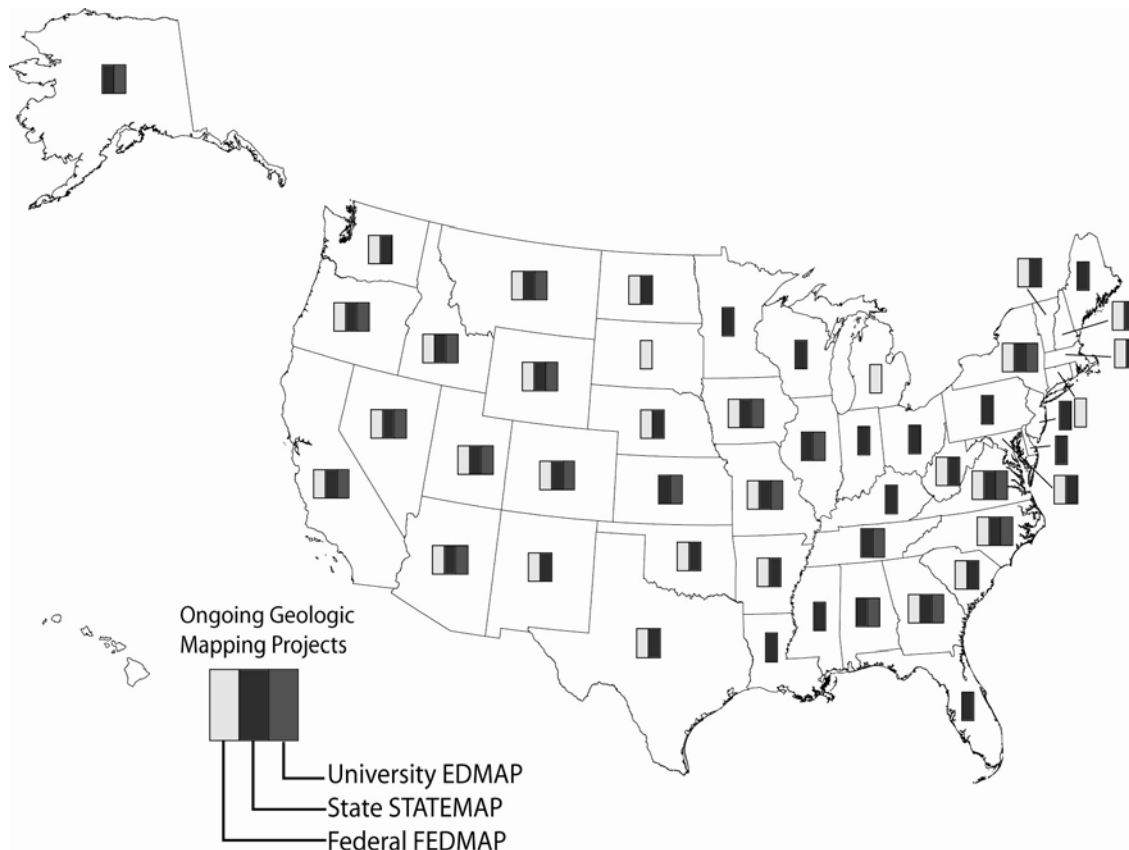 Ongoing Geologic
Mapping Projects
University EDMAP
State STATEMAP
Federal FEDMAP